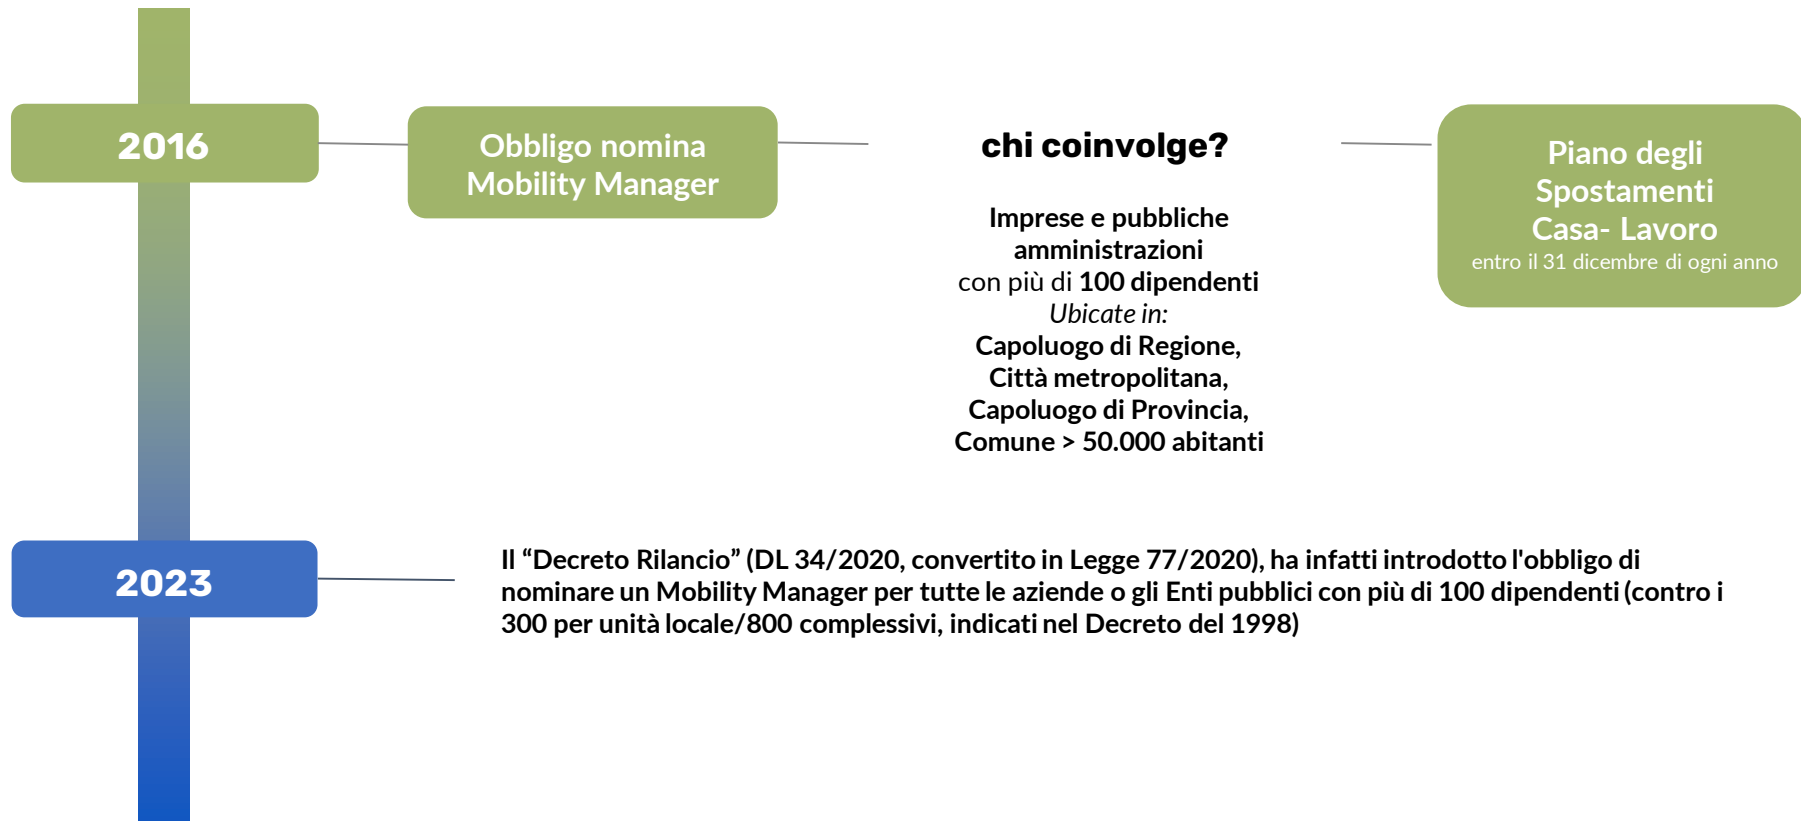 2016
Obbligo nomina
Mobility Manager
chi coinvolge?
Imprese e pubbliche
amministrazioni
con più di 100 dipendenti
Ubicate in:
Capoluogo di Regione,
Città metropolitana,
Capoluogo di Provincia,
Comune > 50.000 abitanti
Piano degli
Spostamenti
Casa- Lavoro
entro il 31 dicembre di ogni anno
2023
Il “Decreto Rilancio” (DL 34/2020, convertito in Legge 77/2020), ha infatti introdotto l'obbligo di
nominare un Mobility Manager per tutte le aziende o gli Enti pubblici con più di 100 dipendenti (contro i
300 per unità locale/800 complessivi, indicati nel Decreto del 1998)